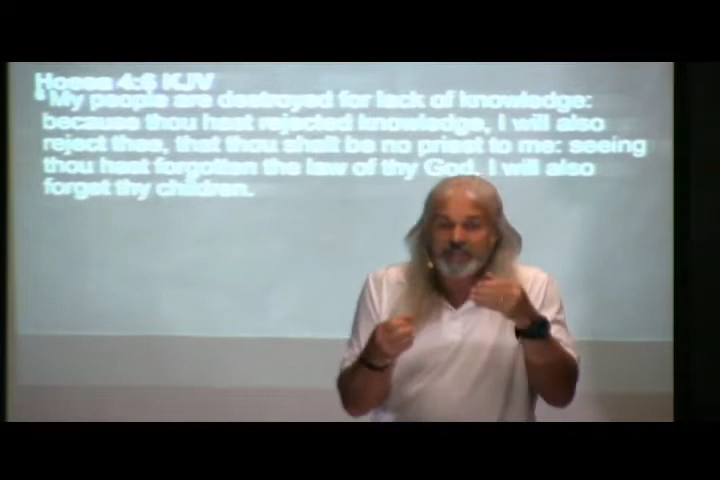 Hosea 4:6 KJV
6 My people are destroyed for lack of knowledge:
because thou hast rejected knowledge, I will also
reject thee, that thou shalt be no priest to me: seeing
thou hast forgotten the law of thy God, I will also
forget thy children.